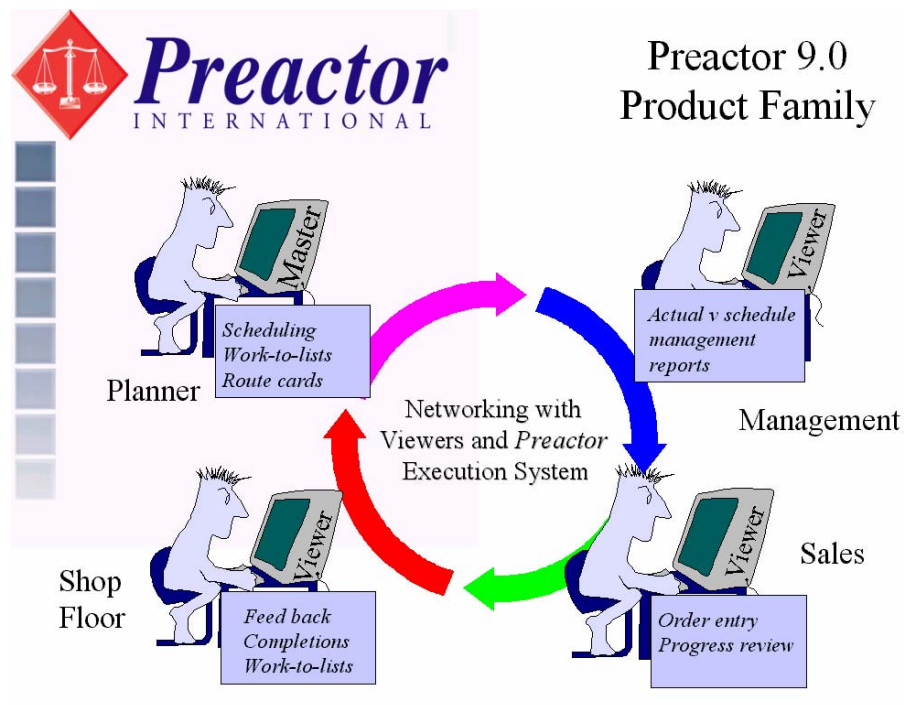 Preactor
INTERNATIONAL
Preactor 9.0
Product Family
Master
Scheduling
Work-to-lists
Route cards
Planner
Viewer
Actual v schedule
management
reports
Management
Networking with
Viewers and Preactor
Execution System
Viewer
Feed back
Completions
Work-to-lists
Shop
Floor
Viewer
Order entry
Progress review
Sales